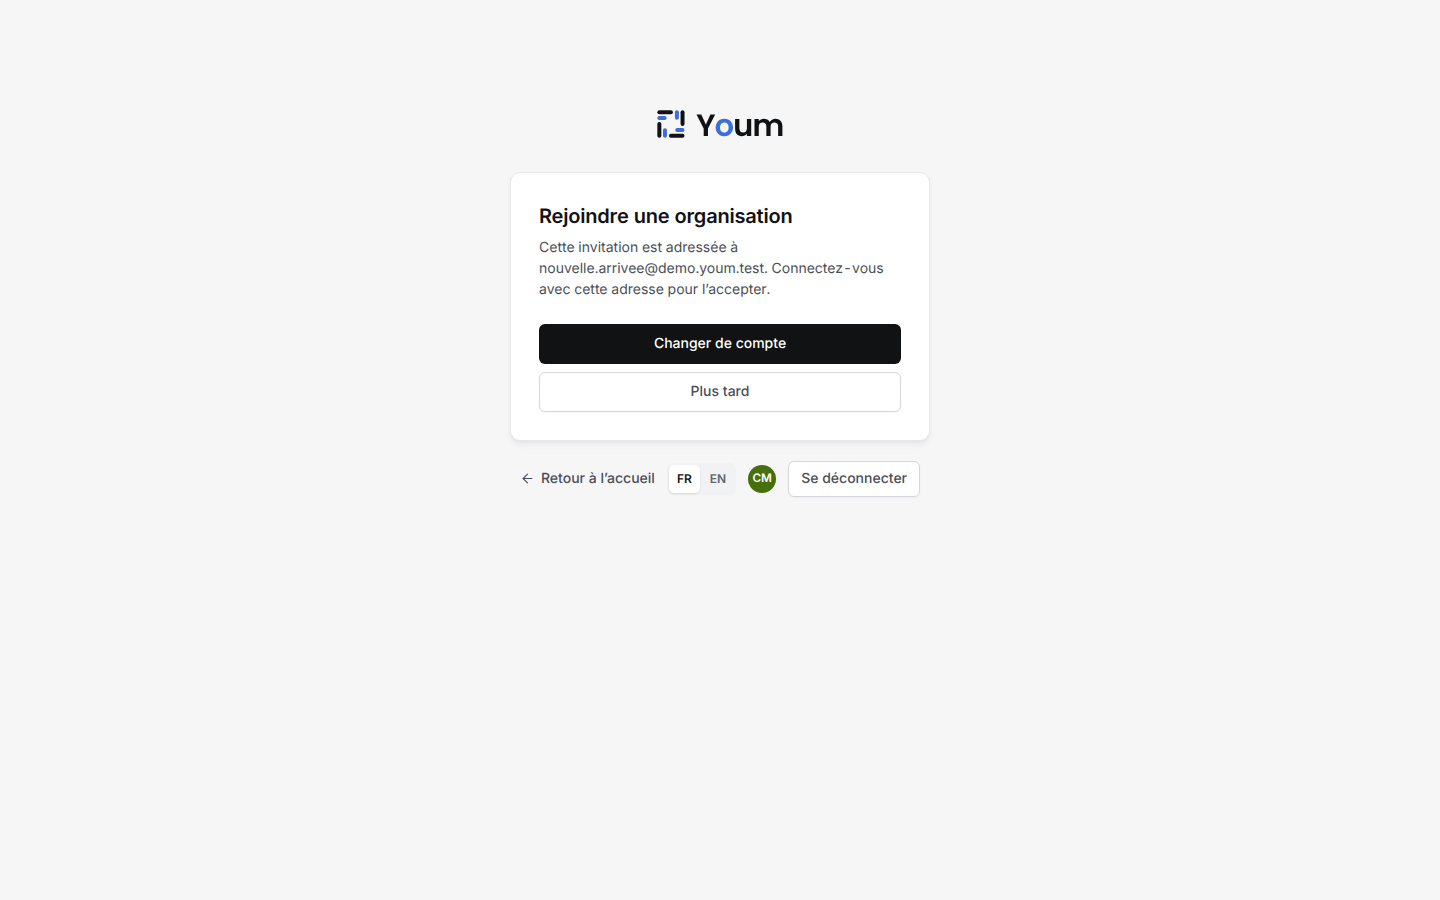 Youm
Rejoindre une organisation
Cette invitation est adressée à
nouvelle.arrivee@demo.youm.test. Connectez-vous
avec cette adresse pour l’accepter.
Changer de compte
Plus tard
← Retour à l’accueil FR EN CM Se déconnecter